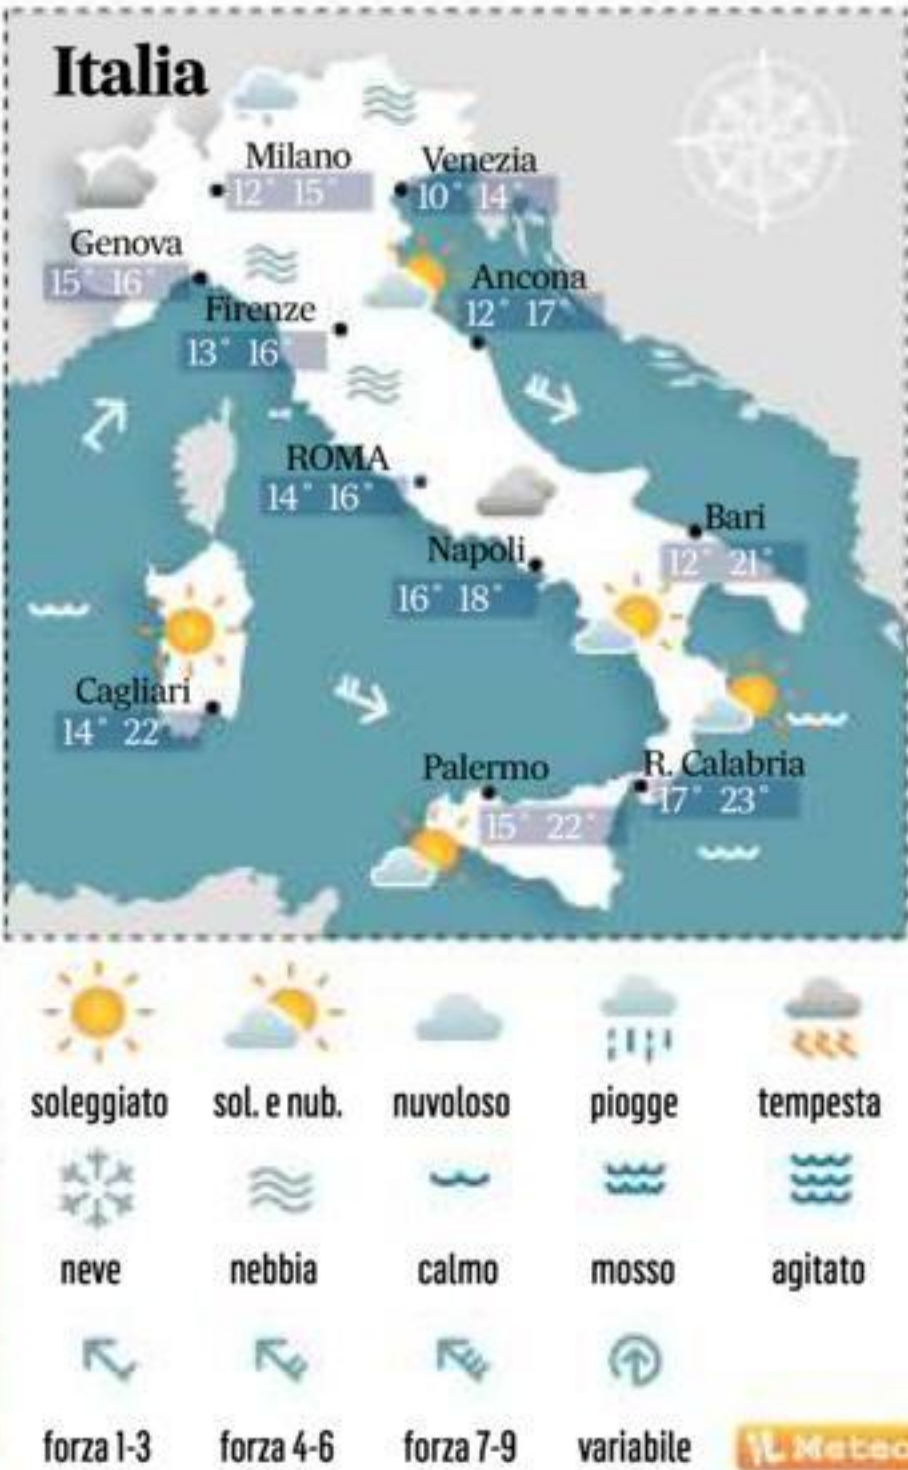 Italia
Milano
12° 15°
Venezia
10° 14°
Genova
15° 16°
Ancona
12° 17°
Firenze
13° 16°
ROMA
14° 16°
Bari
12° 21°
Napoli
16° 18°
Cagliari
14° 22°
Palermo
15° 22°
R. Calabria
17° 23°
soleggiato sol. e nub. nuvoloso piogge tempesta
neve nebbia calmo mosso agitato
forza 1-3 forza 4-6 forza 7-9 variabile
Meteo